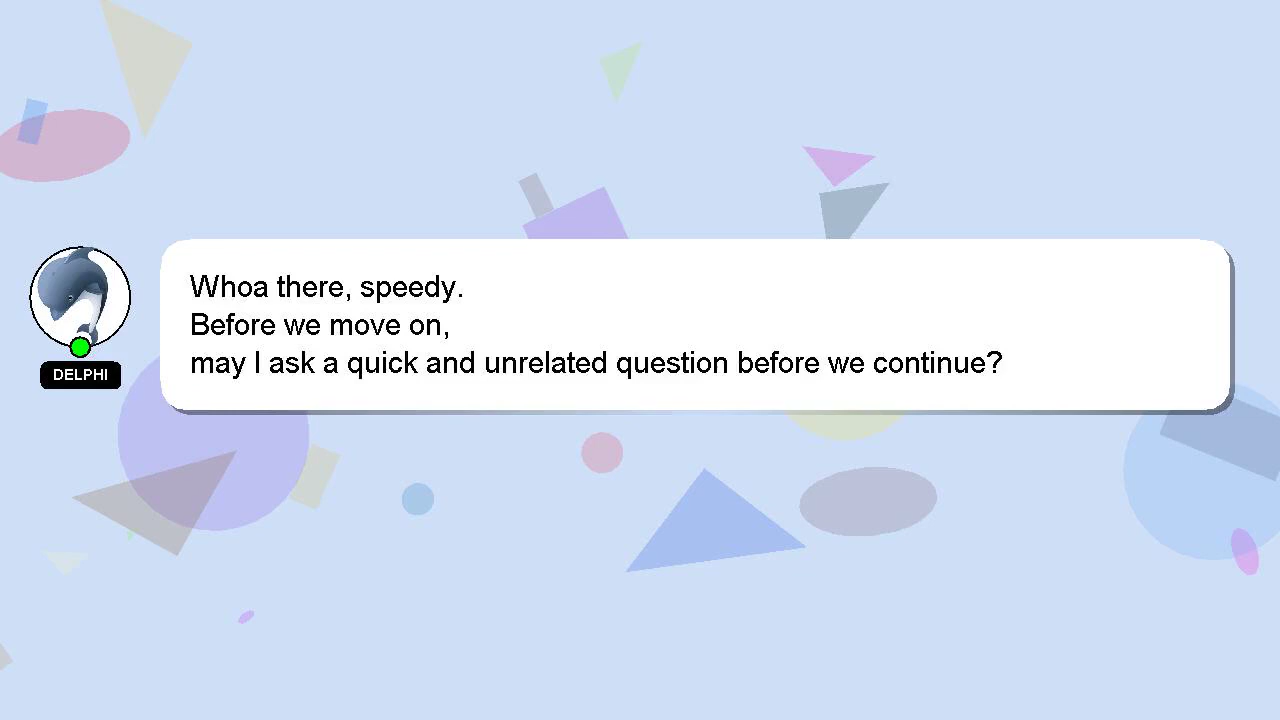 Whoa there, speedy.
Before we move on,
may I ask a quick and unrelated question before we continue?
DELPHI